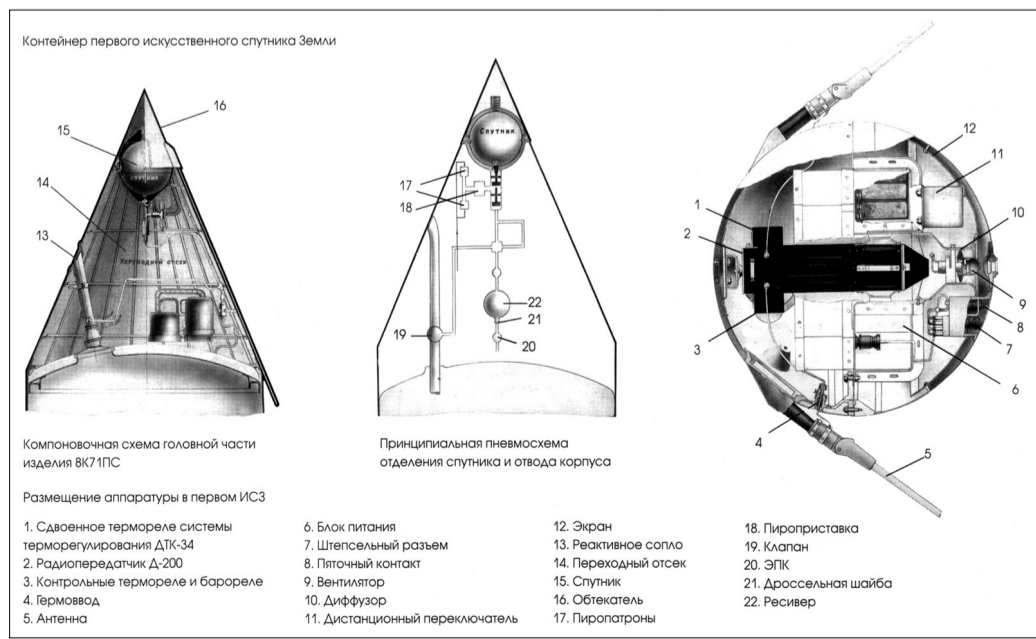 Контейнер первого искусственного спутника Земли
16
15
14
13
СПУТНИК
ПЕРЕХОДНОЙ ОТСЕК
СПУТНИК
17
18
19
22
21
20
12
11
1
2
10
9
8
3
7
6
4
5
Компоновочная схема головной части
изделия 8К71ПС
Принципиальная пневмосхема
отделения спутника и отвода корпуса
Размещение аппаратуры в первом ИСЗ
1. Сдвоенное термореле системы
терморегулирования ДТК-34
2. Радиопередатчик Д-200
3. Контрольные термореле и барореле
4. Гермоввод
5. Антенна
6. Блок питания
7. Штепсельный разъем
8. Пяточный контакт
9. Вентилятор
10. Диффузор
11. Дистанционный переключатель
12. Экран
13. Реактивное сопло
14. Переходный отсек
15. Спутник
16. Обтекатель
17. Пиропатроны
18. Пироприставка
19. Клапан
20. ЭПК
21. Дроссельная шайба
22. Ресивер